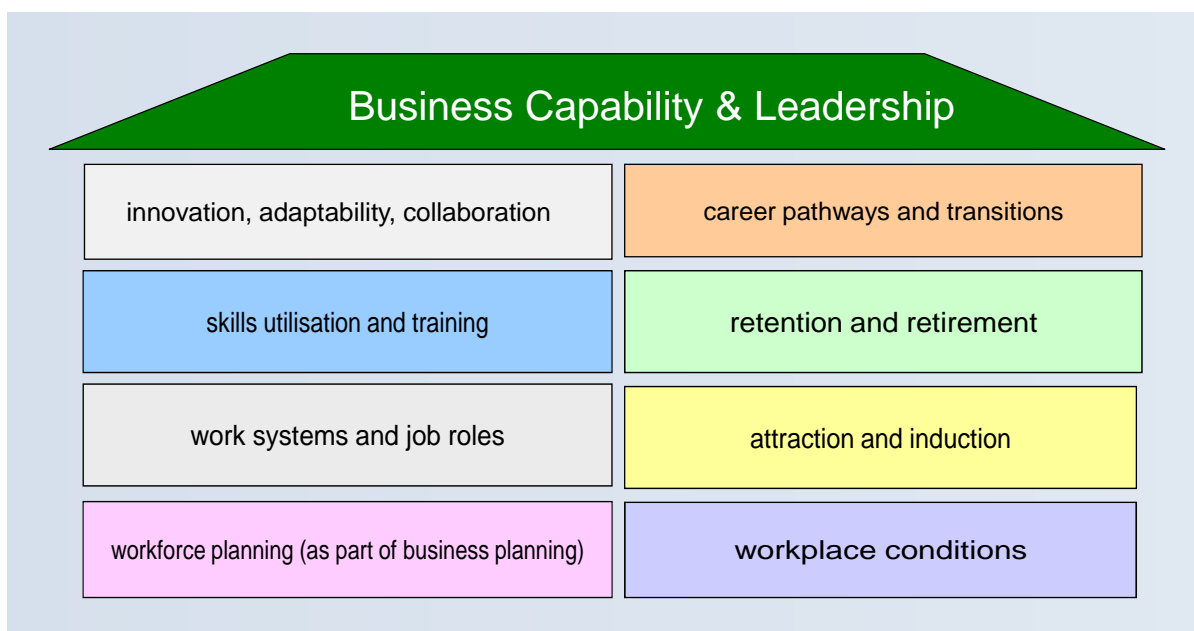 Business Capability & Leadership
innovation, adaptability, collaboration
career pathways and transitions
skills utilisation and training
retention and retirement
work systems and job roles
attraction and induction
workforce planning (as part of business planning)
workplace conditions